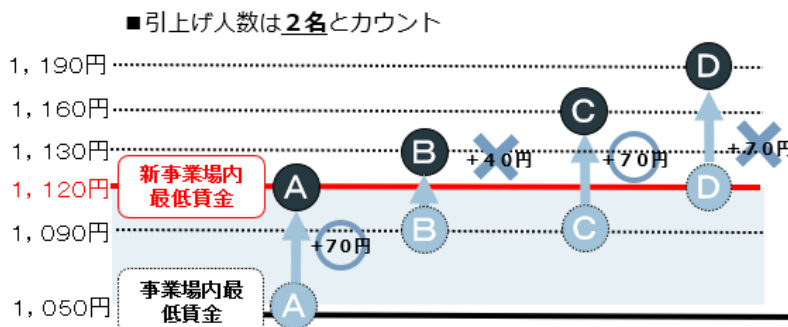 ■引上げ人数は２名とカウント
1，190円
D
1，160円
C
1，130円
B
+40円
+70円
+70円
新事業場内
最低賃金
1，120円
A
D
1，090円
+70円
B
C
事業場内最
低賃金
1，050円
A